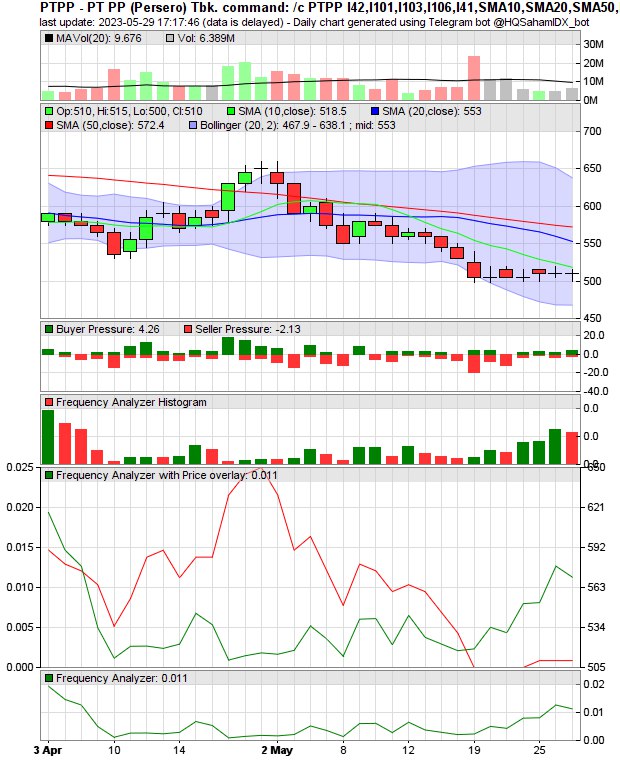 PTPP - PT PP (Persero) Tbk. command: /c PTPP I42,I101,I103,I106,I41,SMA10,SMA20,SMA50,
last update: 2023-05-29 17:17:46 (data is delayed) - Daily chart generated using Telegram bot @HQSahamIDX_bot
MAVol(20): 9.676 Vol: 6.389M
30M
20M
10M
0M
Op:510, Hi:515, Lo:500, Cl:510 SMA (10,close): 518.5 SMA (20,close): 553
SMA (50,close): 572.4 Bollinger (20, 2): 467.9 - 638.1 ; mid: 553
700
650
600
550
500
450
Buyer Pressure: 4.26 Seller Pressure: -2.13
20.0
0.0
-20.0
-40.0
Frequency Analyzer Histogram
0.0
0.0
0.0
Frequency Analyzer with Price overlay: 0.011
0.025 650
0.020 621
0.015 592
0.010 563
0.005 534
0.000 505
Frequency Analyzer: 0.011
0.02
0.01
0.00
3 Apr 10 14 2 May 8 12 19 25